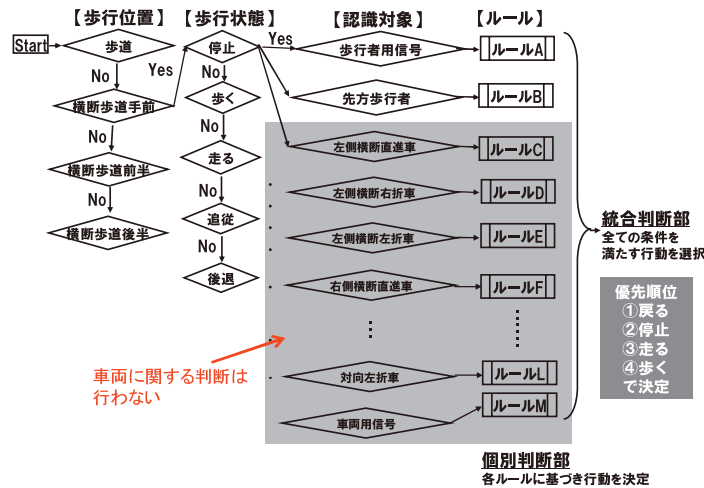 【歩行位置】 【歩行状態】 【認識対象】 【ルール】
Start
歩道
No
横断歩道手前
Yes
No
横断歩道前半
No
横断歩道後半
停止
Yes
No
歩く
No
走る
No
追従
No
後退
歩行者用信号
ルールA
先方歩行者
ルールB
左側横断直進車
ルールC
左側横断右折車
ルールD
左側横断左折車
ルールE
右側横断直進車
ルールF
対向左折車
ルールL
車両用信号
ルールM
車両に関する判断は
行わない
統合判断部
全ての条件を
満たす行動を選択
優先順位
①戻る
②停止
③走る
④歩く
で決定
個別判断部
各ルールに基づき行動を決定